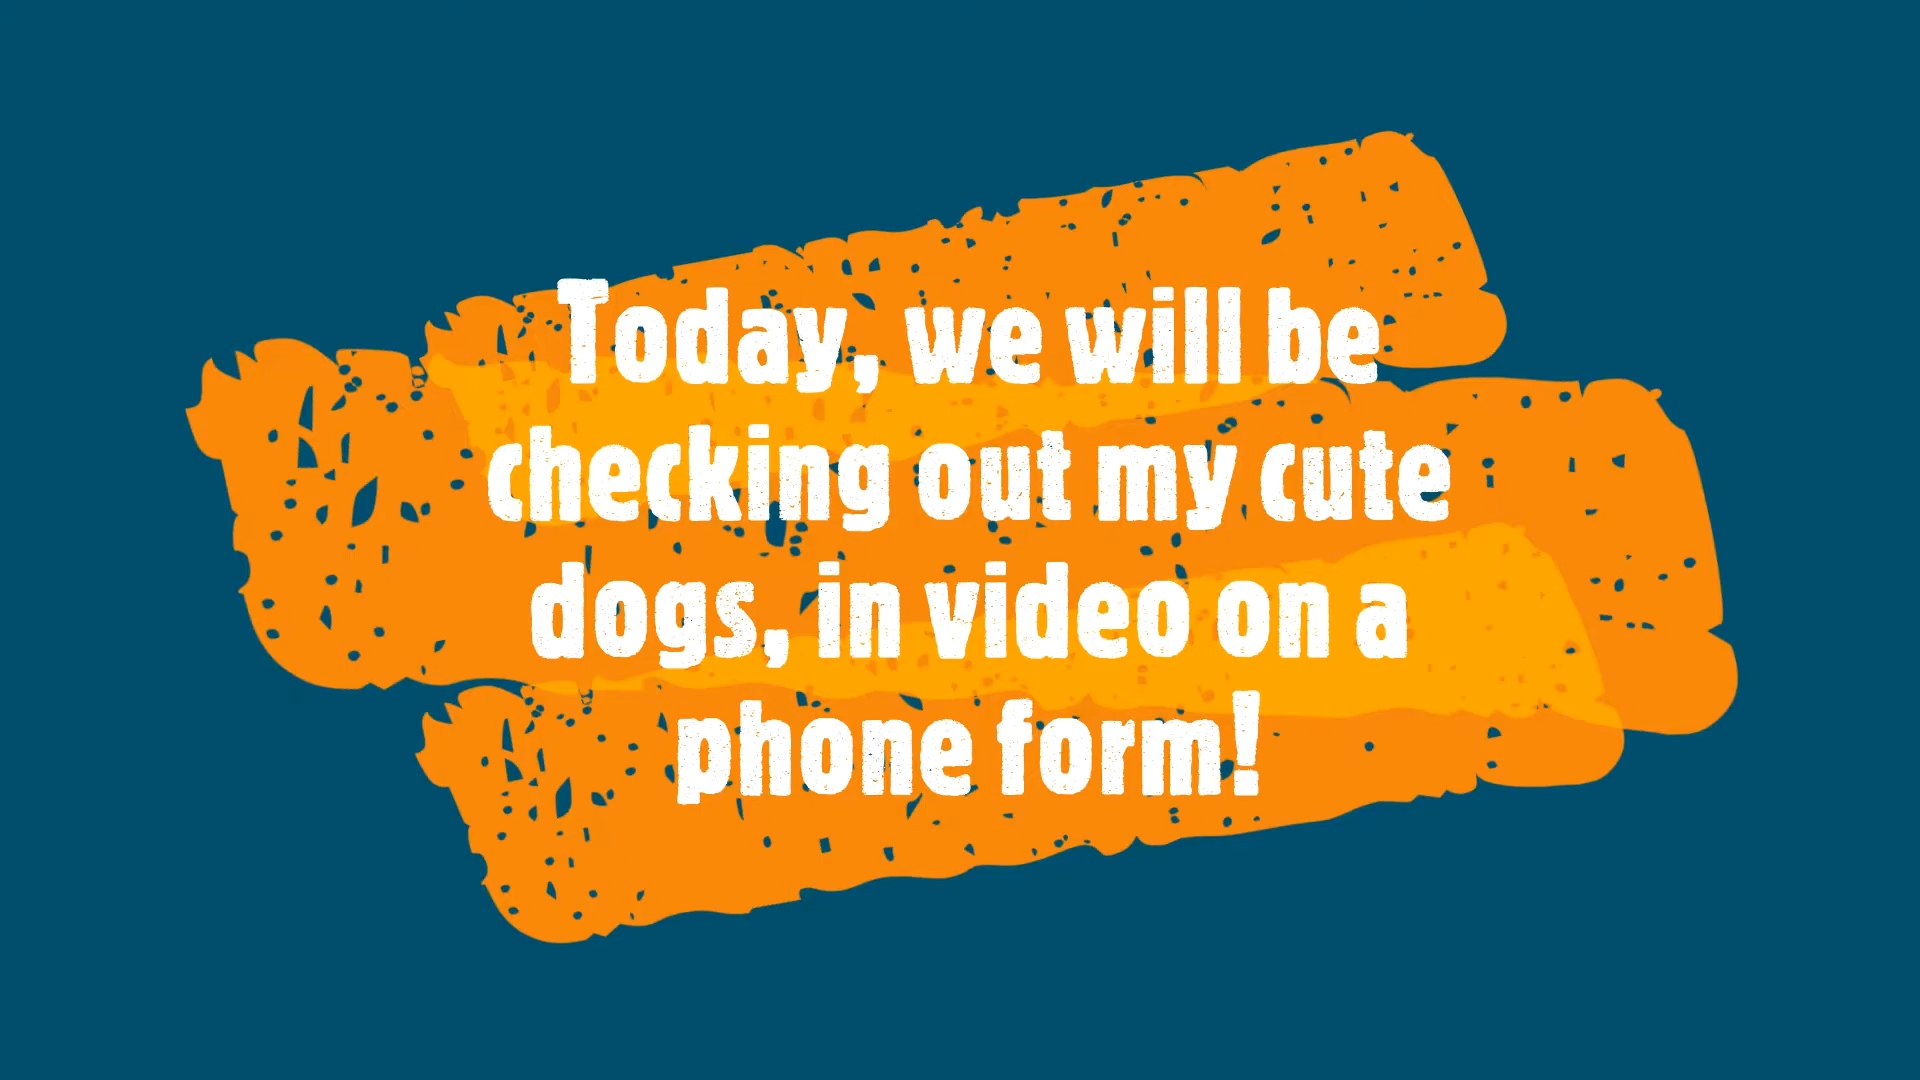 Today, we will be
checking out my cute
dogs, in video on a
phone form!